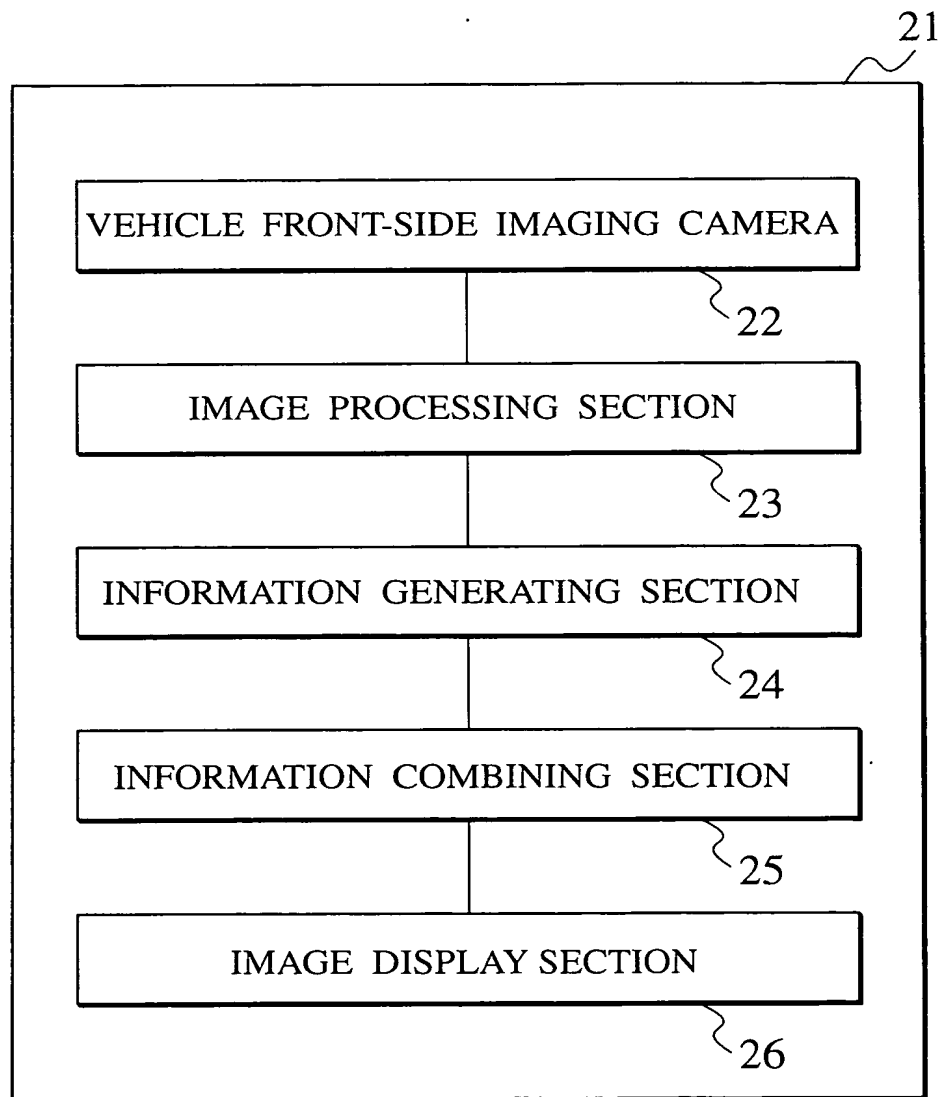 21
VEHICLE FRONT-SIDE IMAGING CAMERA
22
IMAGE PROCESSING SECTION
23
INFORMATION GENERATING SECTION
24
INFORMATION COMBINING SECTION
25
IMAGE DISPLAY SECTION
26